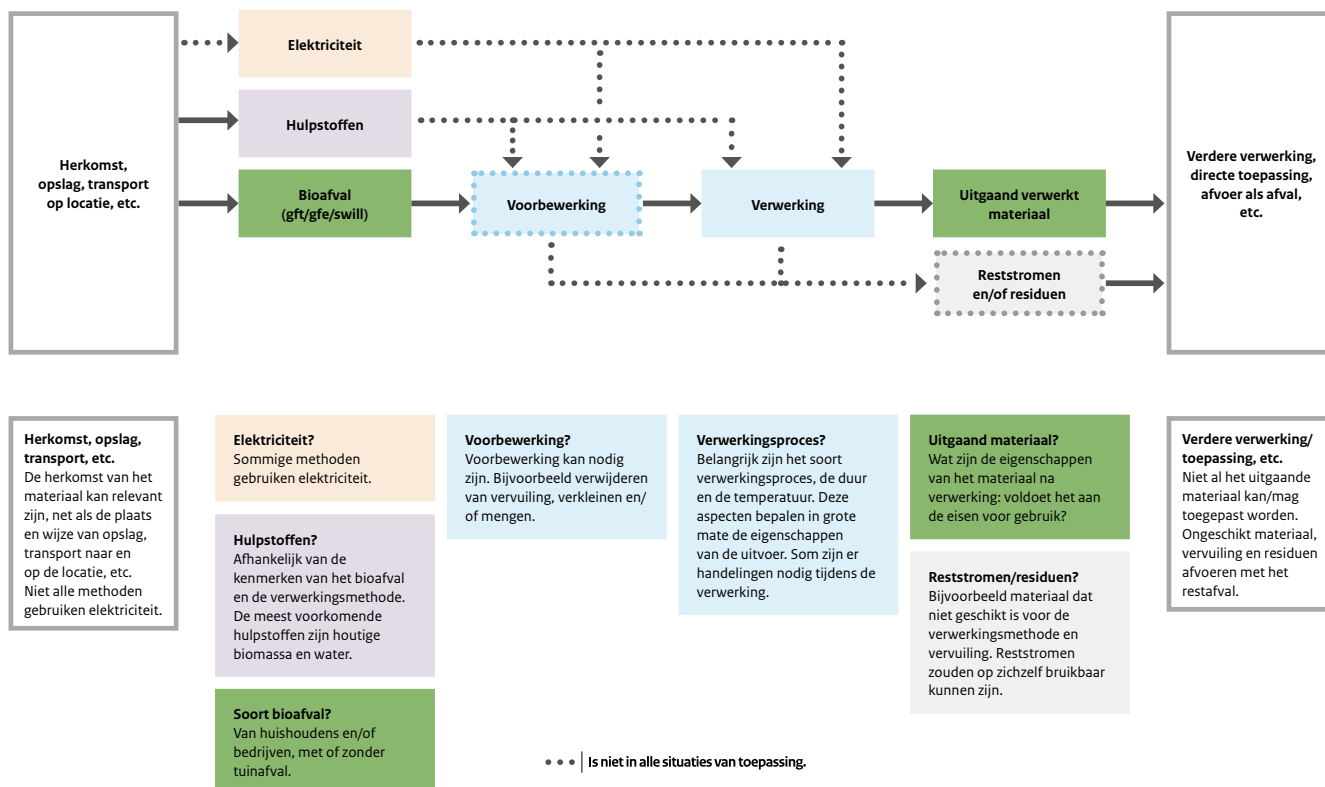 Elektriciteit
Hulpstoffen
Herkomst,
opslag, transport
op locatie, etc.
Bioafval
(gft/gfe/swill)
Voorbewerking
Verwerking
Uitgaand verwerkt
materiaal
Verdere verwerking,
directe toepassing,
afvoer als afval,
etc.
Reststromen
en/of residuen
Herkomst, opslag,
transport, etc.
De herkomst van het
materiaal kan relevant
zijn, net als de plaats
en wijze van opslag,
transport naar en
op de locatie, etc.
Niet alle methoden
gebruiken elektriciteit.
Elektriciteit?
Sommige methoden
gebruiken elektriciteit.
Hulpstoffen?
Afhankelijk van de
kenmerken van het bioafval
en de verwerkingsmethode.
De meest voorkomende
hulpstoffen zijn houtige
biomassa en water.
Soort bioafval?
Van huishoudens en/of
bedrijven, met of zonder
tuinafval.
Voorbewerking?
Voorbewerking kan nodig
zijn. Bijvoorbeeld verwijderen
van vervuiling, verkleinen en/
of mengen.
Verwerkingsproces?
Belangrijk zijn het soort
verwerkingsproces, de duur
en de temperatuur. Deze
aspecten bepalen in grote
mate de eigenschappen
van de uitvoer. Som zijn er
handelingen nodig tijdens de
verwerking.
Uitgaand materiaal?
Wat zijn de eigenschappen
van het materiaal na
verwerking: voldoet het aan
de eisen voor gebruik?
Reststromen/residuen?
Bijvoorbeeld materiaal dat
niet geschikt is voor de
verwerkingsmethode en
vervuiling. Reststromen
zouden op zichzelf bruikbaar
kunnen zijn.
Verdere verwerking/
toepassing, etc.
Niet al het uitgaande
materiaal kan/mag
toegepast worden.
Ongeschikt materiaal,
vervuiling en residuen
afvoeren met het
restafval.
Is niet in alle situaties van toepassing.